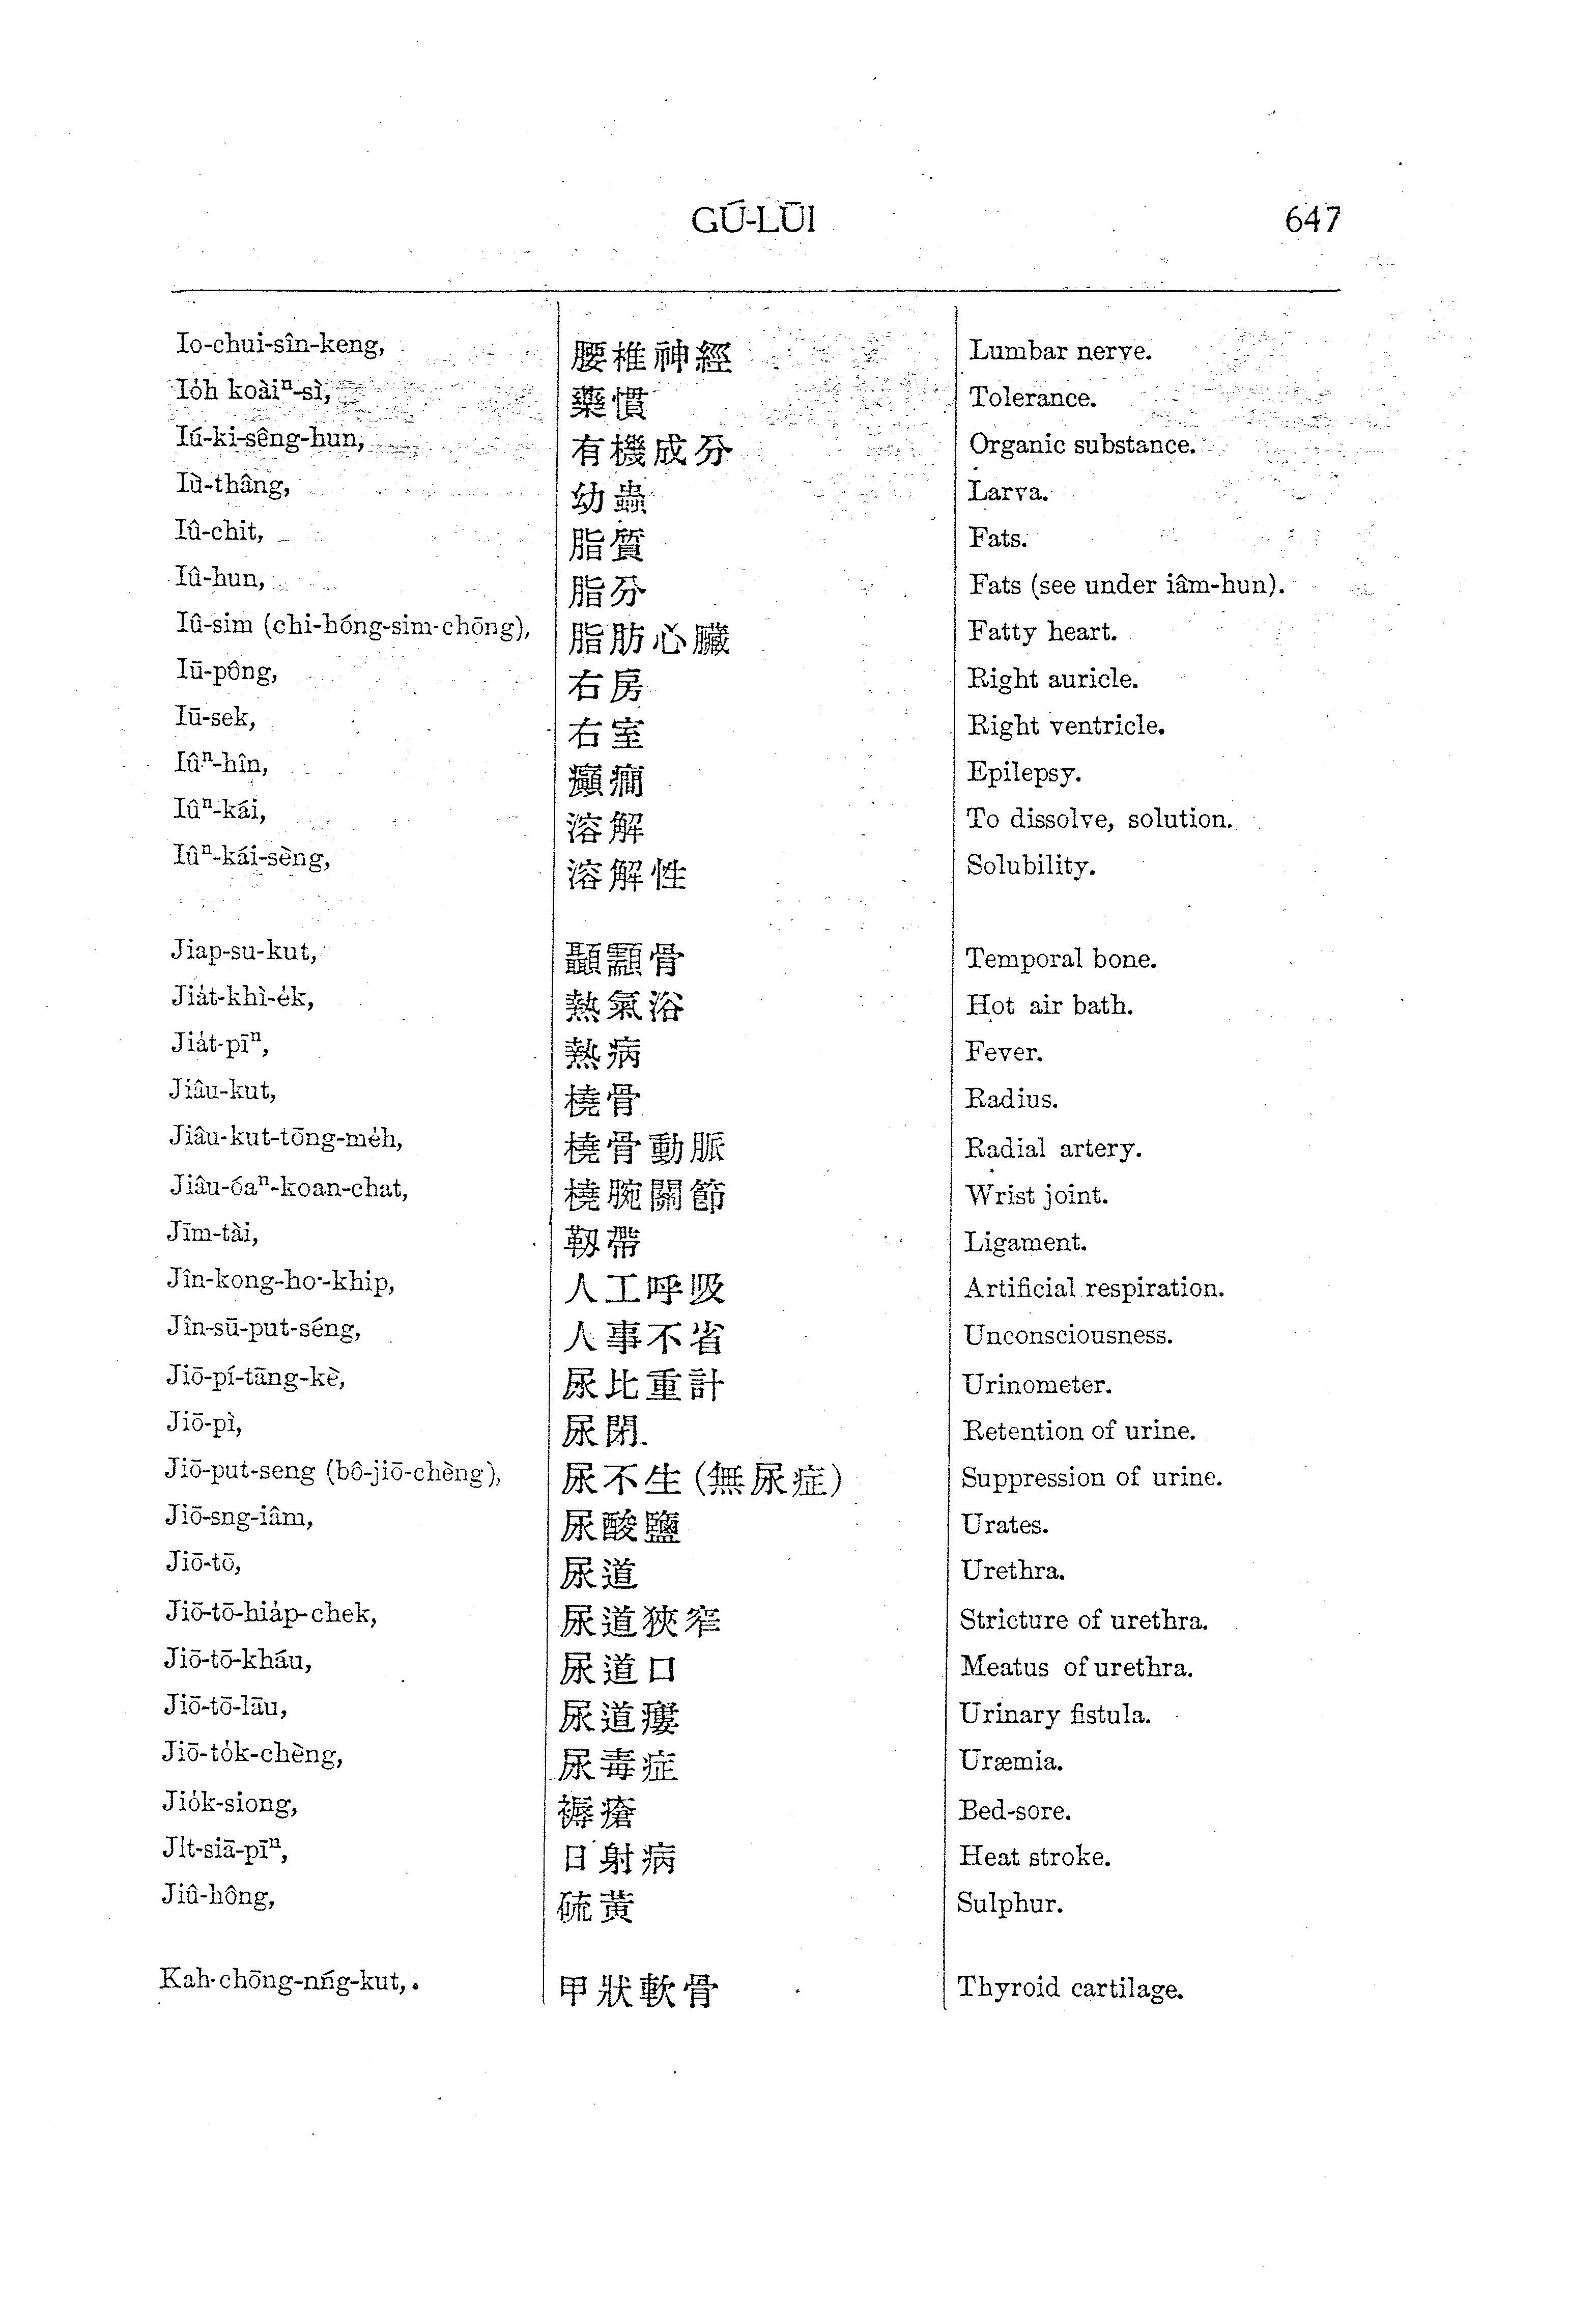 GÚ-LŪI 647
Io-chui-sîn-keng, 腰椎神經 Lumbar nerve.
Io̍h koàiⁿ-sì, 藥慣 Tolerance.
Iú-ki-sêng-hun, 有機成分 Organic substance.
Iù-thâng, 幼蟲 Larva.
Iû-chit, 脂質 Fats.
Iû-hun, 脂分 Fats (see under iâm-hun).
Iû-sim (chi-hóng-sim-chōng), 脂肪心臟 Fatty heart.
Iū-pông, 右房 Right auricle.
Iū-sek, 右室 Right ventricle.
Iûⁿ-hîn, 癲癇 Epilepsy.
Iûⁿ-kái, 溶解 To dissolve, solution.
Iûⁿ-kái-sèng, 溶解性 Solubility.
Jiap-su-kut, 顳顬骨 Temporal bone.
Jia̍t-khì-e̍k, 熱氣浴 Hot air bath.
Jia̍t-pīⁿ, 熱病 Fever.
Jiâu-kut, 橈骨 Radius.
Jiâu-kut-tōng-me̍h, 橈骨動脈 Radial artery.
Jiâu-óaⁿ-koan-chat, 橈腕關節 Wrist joint.
Jīm-tài, 靱帶 Ligament.
Jîn-kong-ho͘-khip, 人工呼吸 Artificial respiration.
Jîn-sū-put-séng, 人事不省 Unconsciousness.
Jiō-pí-tāng-kè, 尿比重計 Urinometer.
Jiō-pì, 尿閉. Retention of urine.
Jiō-put-seng (bô-jiō-chèng), 尿不生(無尿症) Suppression of urine.
Jiō-sng-iâm, 尿酸鹽 Urates.
Jiō-tō, 尿道 Urethra.
Jiō-tō-hia̍p-chek, 尿道狹窄 Stricture of urethra.
Jiō-tō-kháu, 尿道口 Meatus of urethra.
Jiō-tō-lāu, 尿道瘻 Urinary fistula.
Jiō-to̍k-chèng, 尿毒症 Uræmia.
Jio̍k-siong, 褥瘡 Bed-sore.
Ji̍t-siā-pīⁿ, 日射病 Heat stroke.
Jiû-hông, 硫黃 Sulphur.
Kah-chōng-nńg-kut, 甲狀軟骨 Thyroid cartilage.